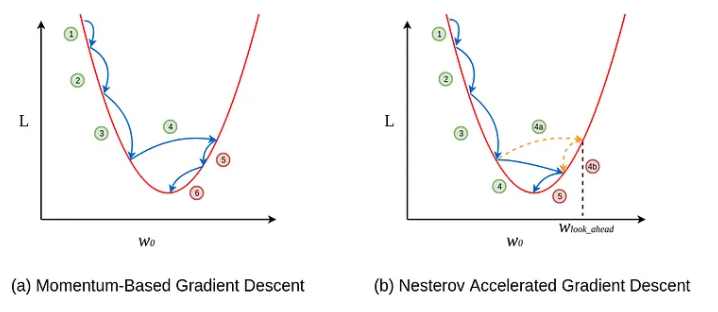 1
2
3
4
5
6
L
w₀
(a) Momentum-Based Gradient Descent
1
2
3
4a
4b
4
5
L
w₀
wlook_ahead
(b) Nesterov Accelerated Gradient Descent